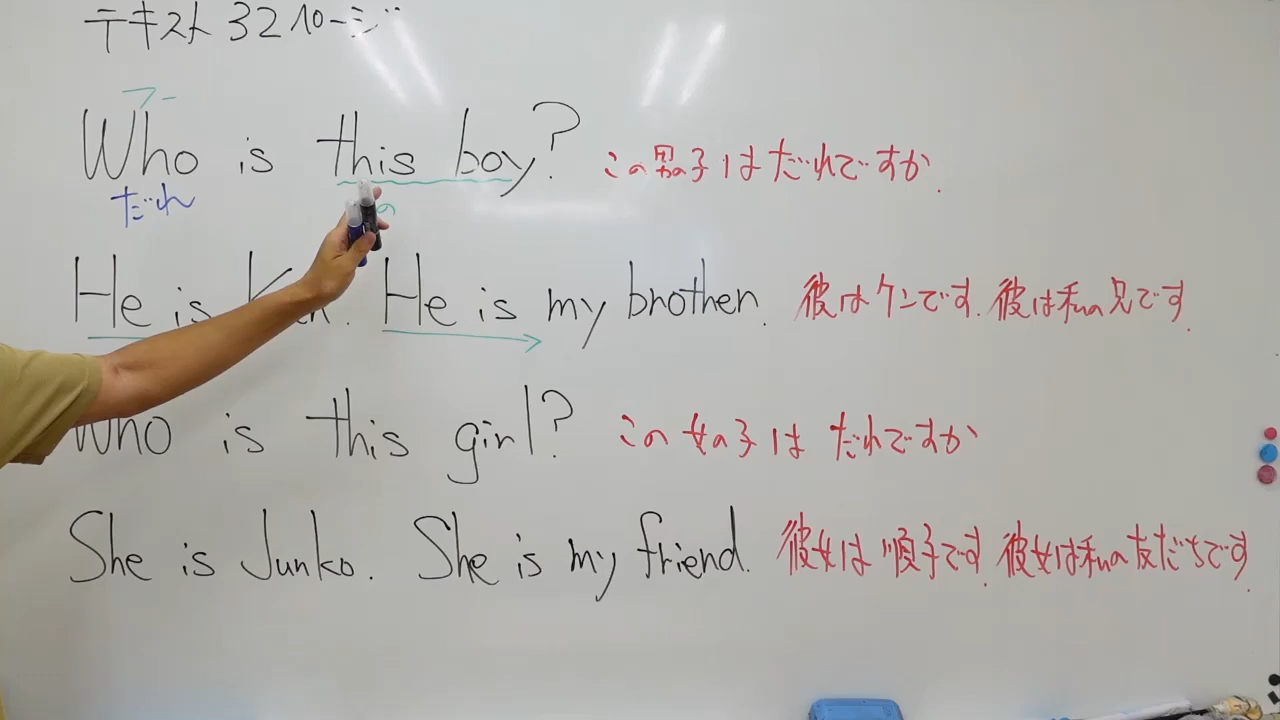 テキスト 32ページ
フー
Who is this boy? この男の子はだれですか.
だれ の
He is. He is my brother. 彼はケンです. 彼は私の兄です.
Who is this girl? この女の子はだれですか
She is Junko. She is my friend. 彼女は順子です. 彼女は私の友だちです.